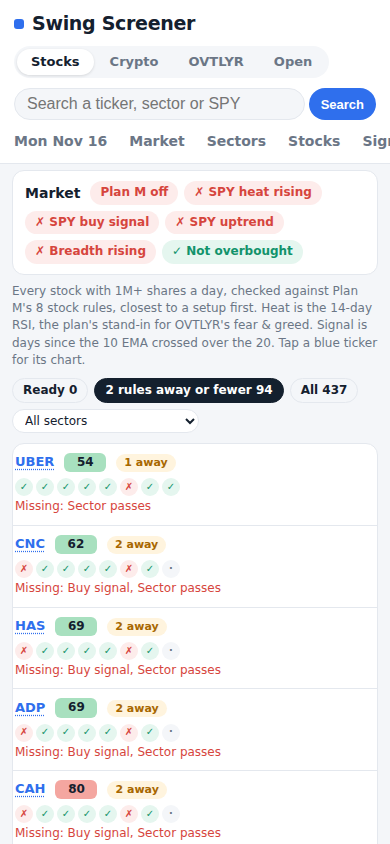 Swing Screener
Stocks Crypto OVTLYR Open
Search a ticker, sector or SPY Search
Mon Nov 16 Market Sectors Stocks
Market Plan M off ✗ SPY heat rising
✗ SPY buy signal ✗ SPY uptrend
✗ Breadth rising ✓ Not overbought
Every stock with 1M+ shares a day, checked against Plan
M's 8 stock rules, closest to a setup first. Heat is the 14-day
RSI, the plan's stand-in for OVTLYR's fear & greed. Signal is
days since the 10 EMA crossed over the 20. Tap a blue ticker
for its chart.
Ready 0 2 rules away or fewer 94 All 437
All sectors
UBER 54 1 away
✓ ✓ ✓ ✓ ✓ ✗ ✓ ✓
Missing: Sector passes
CNC 62 2 away
✗ ✓ ✓ ✓ ✓ ✗ ✓ ·
Missing: Buy signal, Sector passes
HAS 69 2 away
✗ ✓ ✓ ✓ ✓ ✗ ✓ ·
Missing: Buy signal, Sector passes
ADP 69 2 away
✗ ✓ ✓ ✓ ✓ ✗ ✓ ·
Missing: Buy signal, Sector passes
CAH 80 2 away
✗ ✓ ✓ ✓ ✓ ✗ ✓ ·
Missing: Buy signal, Sector passes